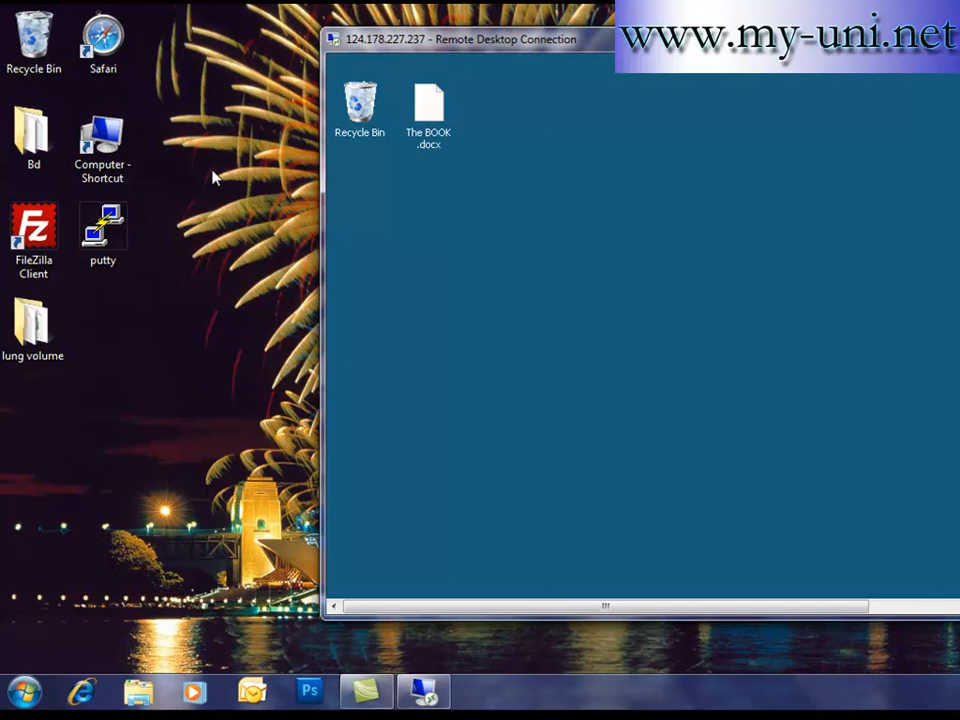 www.my-uni.net
124.178.227.237 - Remote Desktop Connection
Recycle Bin
Safari
Recycle Bin
The BOOK
.docx
Bd
Computer -
Shortcut
FileZilla
Client
putty
lung volume
Ps